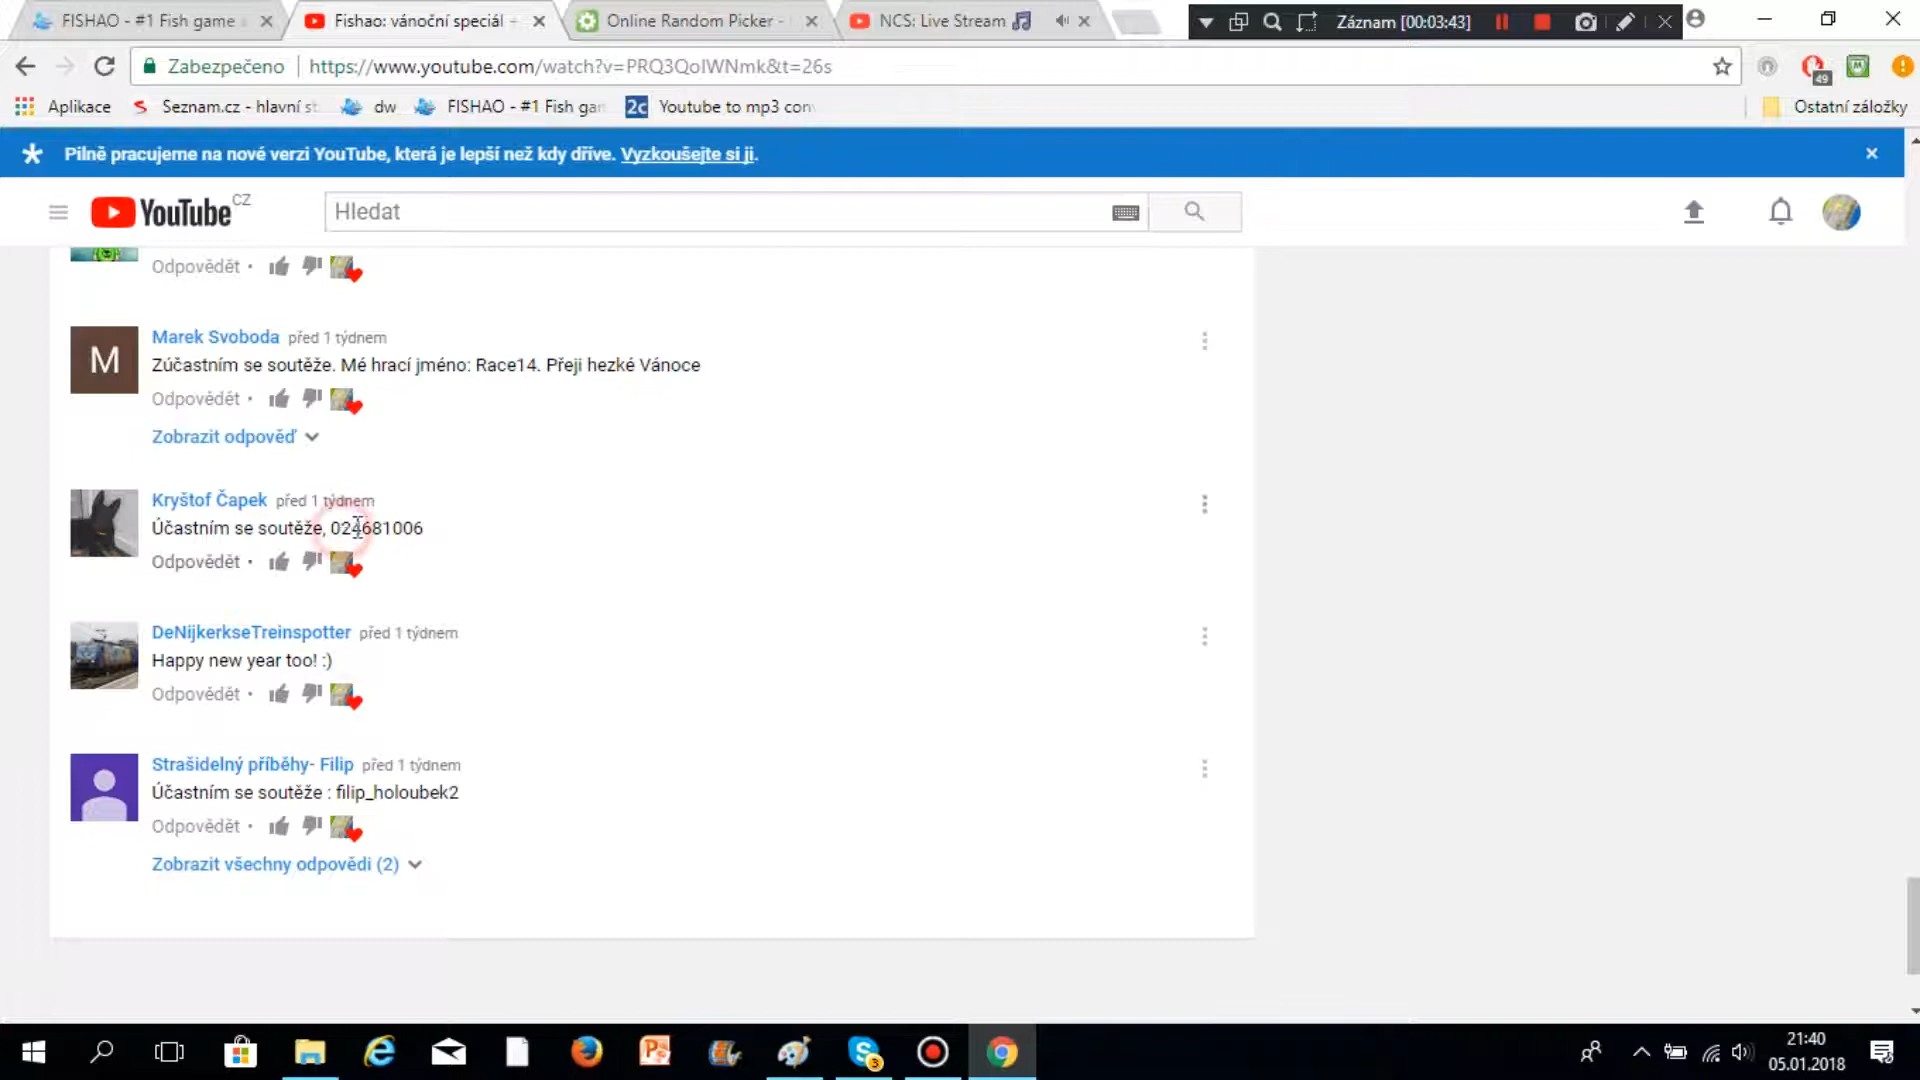 FISHAO - #1 Fish game
Fishao: vánoční speciál +
Online Random Picker -
NCS: Live Stream
Záznam [00:03:43]
Zabezpečeno
https://www.youtube.com/watch?v=PRQ3QoIWNmk&t=26s
49
Aplikace
Seznam.cz - hlavní st
dw
FISHAO - #1 Fish gam
2c
Youtube to mp3 conv
Ostatní záložky
Pilně pracujeme na nové verzi YouTube, která je lepší než kdy dříve. Vyzkoušejte si ji.
YouTube CZ
Hledat
Odpovědět •
M
Marek Svoboda před 1 týdnem
Zúčastním se soutěže. Mé hrací jméno: Race14. Přeji hezké Vánoce
Odpovědět •
Zobrazit odpověď
Kryštof Čapek před 1 týdnem
Účastním se soutěže, 024681006
Odpovědět •
DeNijkerkseTreinspotter před 1 týdnem
Happy new year too! :)
Odpovědět •
Strašidelný příběhy- Filip před 1 týdnem
Účastním se soutěže : filip_holoubek2
Odpovědět •
Zobrazit všechny odpovědi (2)
3
21:40
05.01.2018